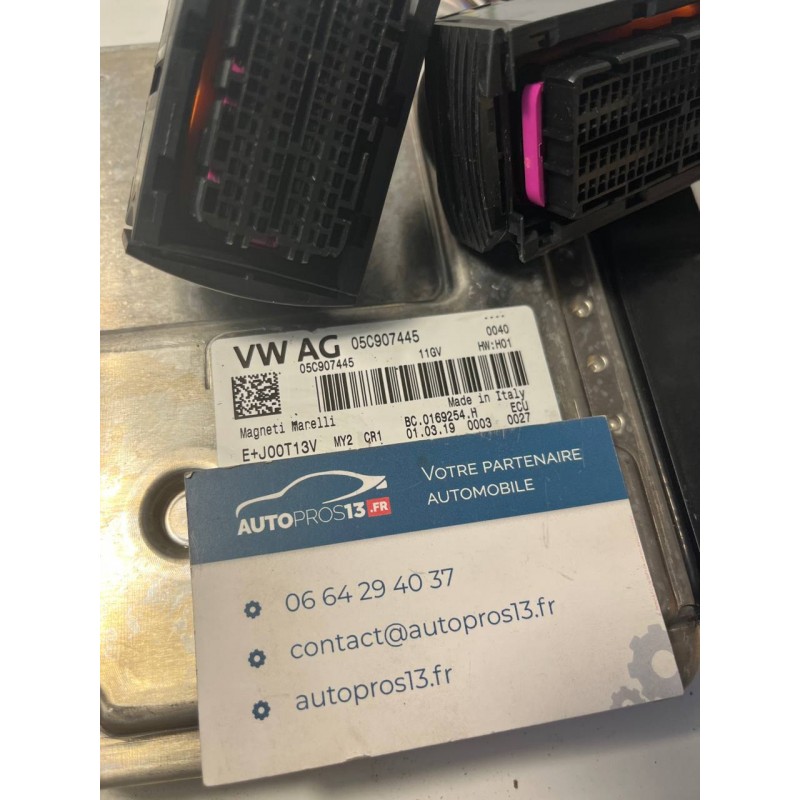 VW AG 05C907445 0040
05C907445 11GV HW:H01
Made in Italy
Magneti Marelli BC.0169254.H ECU
E+J00T13V MY2 CR1 01.03.19 0003 0027
VOTRE PARTENAIRE
AUTOMOBILE
AUTOPROS13.FR
06 64 29 40 37
contact@autopros13.fr
autopros13.fr